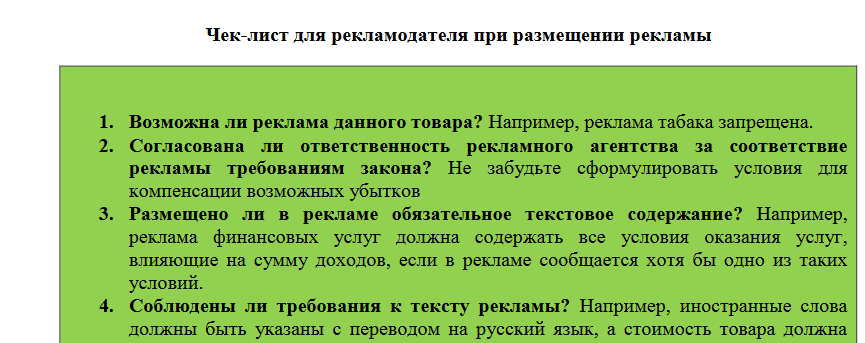 Чек-лист для рекламодателя при размещении рекламы
1. Возможна ли реклама данного товара? Например, реклама табака запрещена.
2. Согласована ли ответственность рекламного агентства за соответствие
рекламы требованиям закона? Не забудьте сформулировать условия для
компенсации возможных убытков
3. Размещено ли в рекламе обязательное текстовое содержание? Например,
реклама финансовых услуг должна содержать все условия оказания услуг,
влияющие на сумму доходов, если в рекламе сообщается хотя бы одно из таких
условий.
4. Соблюдены ли требования к тексту рекламы? Например, иностранные слова
должны быть указаны с переводом на русский язык, а стоимость товара должна